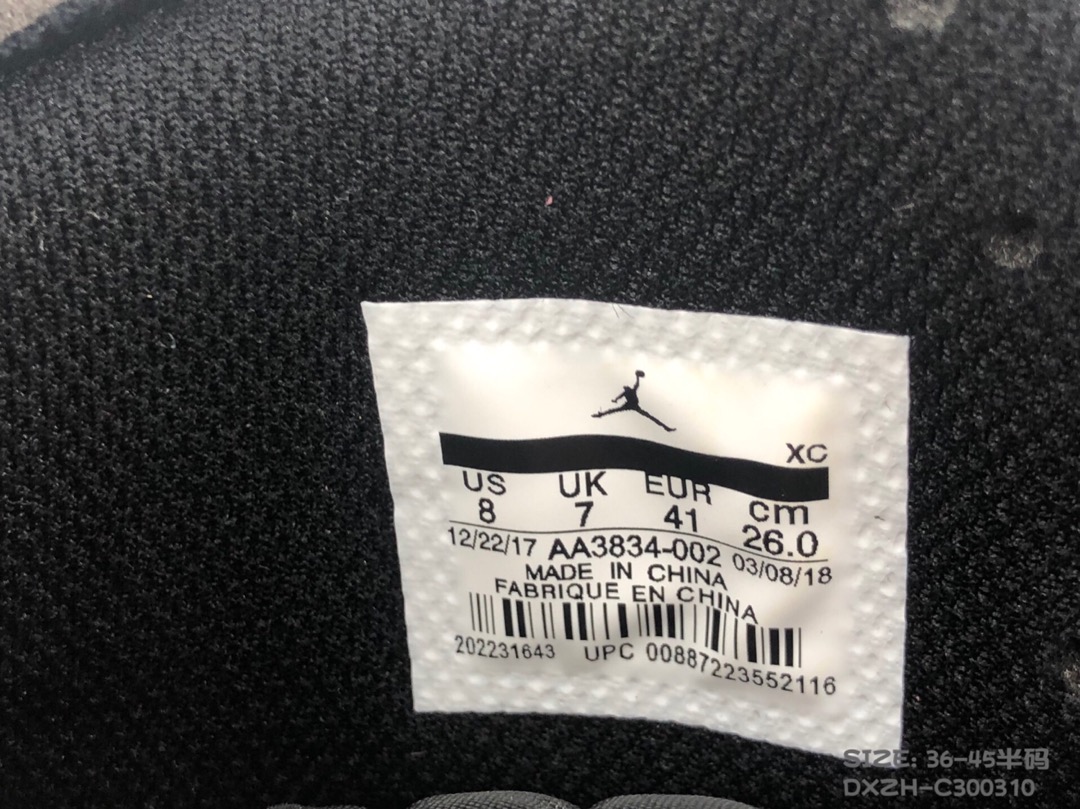 XC
US UK EUR cm
8 7 41 26.0
12/22/17 AA3834-002 03/08/18
MADE IN CHINA
FABRIQUE EN CHINA
202231643 UPC 00887223552116
SIZE: 36-45半码
DXZH-C300310